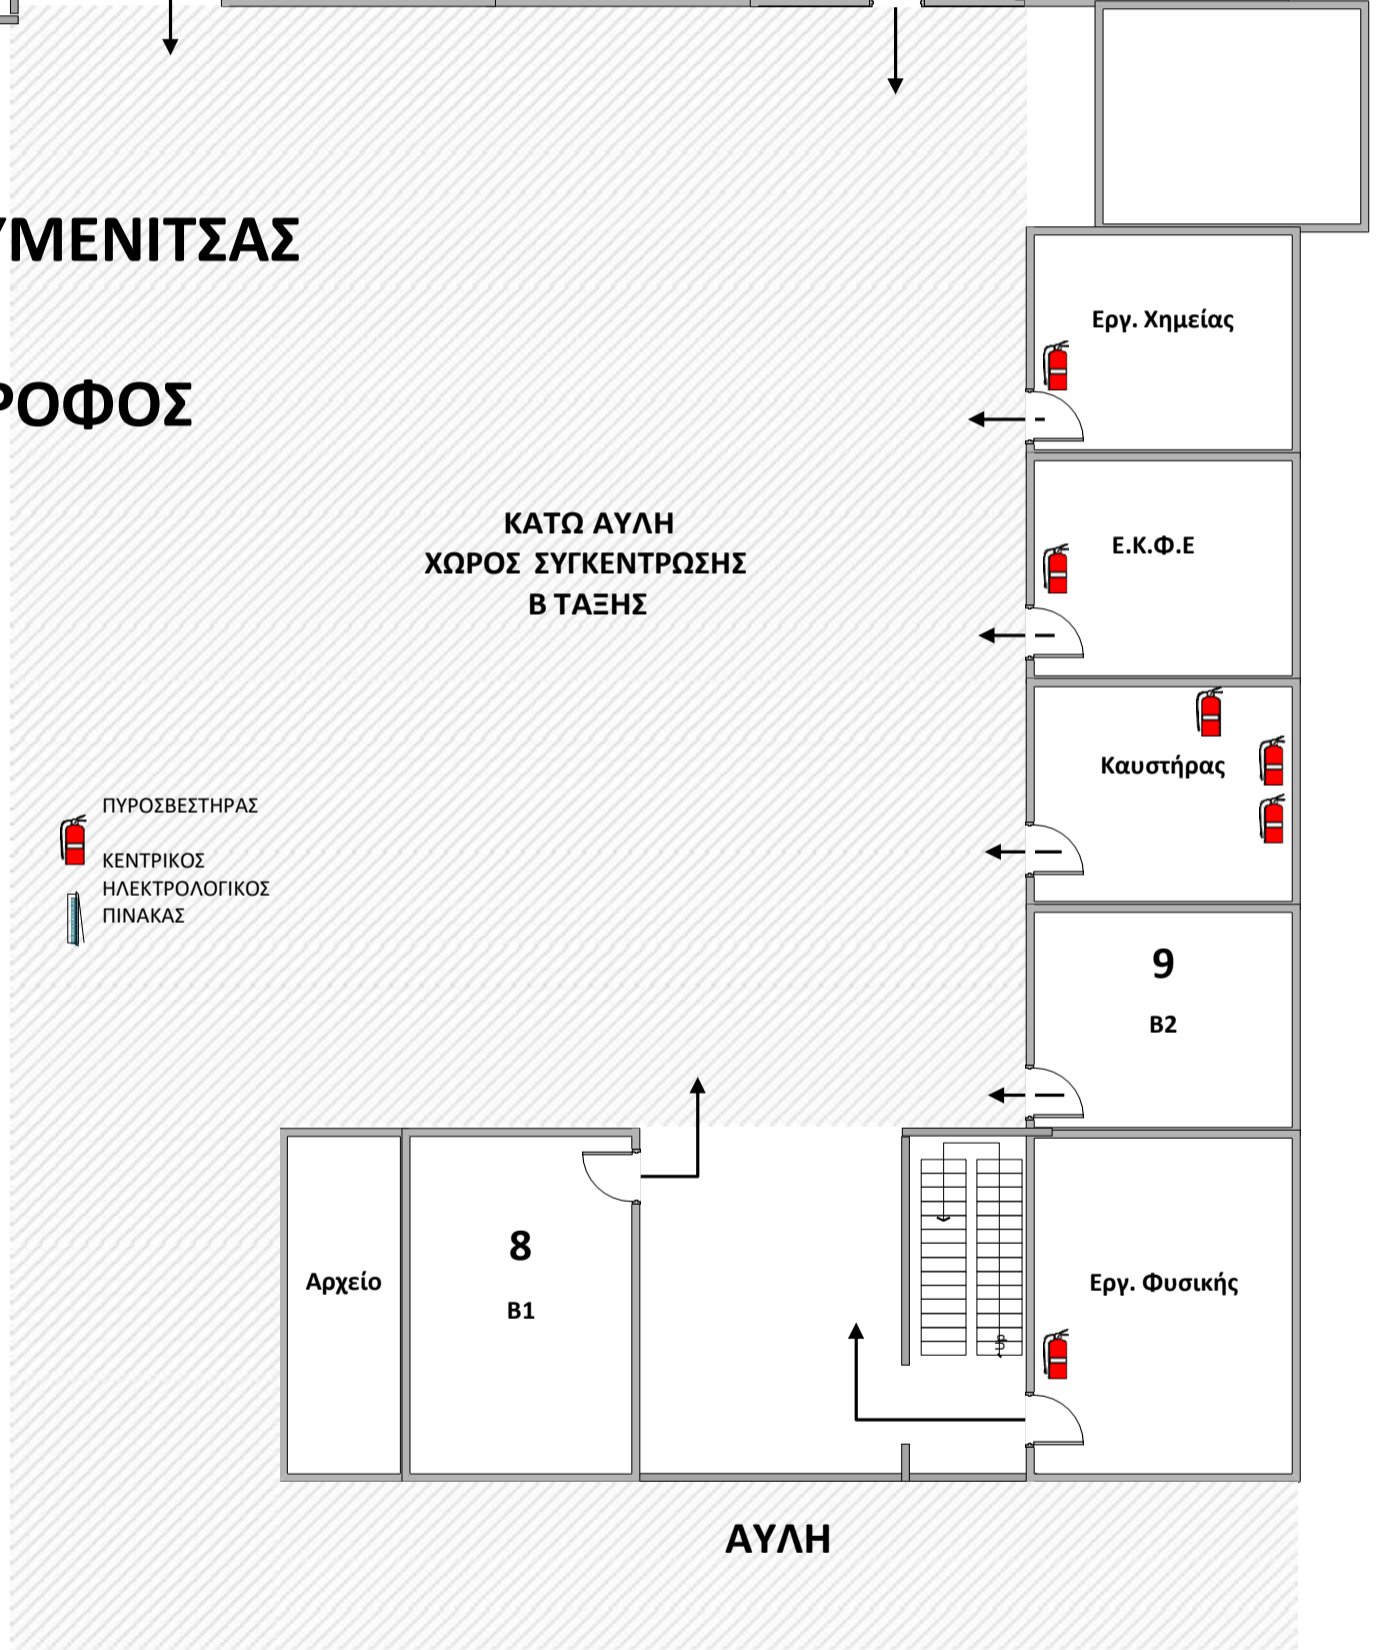 ΥΜΕΝΙΤΣΑΣ
ΡΟΦΟΣ
Εργ. Χημείας
ΚΑΤΩ ΑΥΛΗ
ΧΩΡΟΣ ΣΥΓΚΕΝΤΡΩΣΗΣ
Β ΤΑΞΗΣ
Ε.Κ.Φ.Ε
Καυστήρας
ΠΥΡΟΣΒΕΣΤΗΡΑΣ
ΚΕΝΤΡΙΚΟΣ
ΗΛΕΚΤΡΟΛΟΓΙΚΟΣ
ΠΙΝΑΚΑΣ
9
Β2
8
Β1
Αρχείο
Εργ. Φυσικής
Up
ΑΥΛΗ